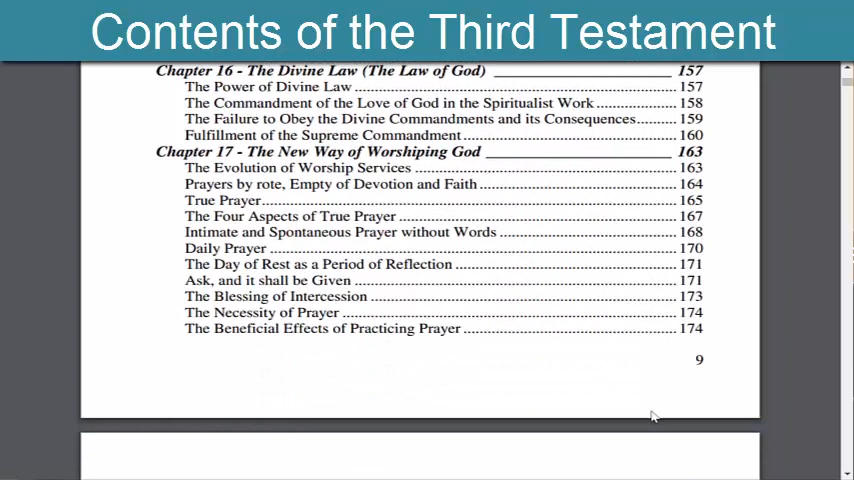 Contents of the Third Testament
Chapter 16 - The Divine Law (The Law of God) ______________________ 157
The Power of Divine Law ................................................................................ 157
The Commandment of the Love of God in the Spiritualist Work .................... 158
The Failure to Obey the Divine Commandments and its Consequences .......... 159
Fulfillment of the Supreme Commandment ..................................................... 160
Chapter 17 - The New Way of Worshiping God ______________________ 163
The Evolution of Worship Services ................................................................. 163
Prayers by rote, Empty of Devotion and Faith ................................................. 164
True Prayer ....................................................................................................... 165
The Four Aspects of True Prayer ..................................................................... 167
Intimate and Spontaneous Prayer without Words ............................................ 168
Daily Prayer ..................................................................................................... 170
The Day of Rest as a Period of Reflection ....................................................... 171
Ask, and it shall be Given ................................................................................ 171
The Blessing of Intercession ............................................................................ 173
The Necessity of Prayer ................................................................................... 174
The Beneficial Effects of Practicing Prayer ..................................................... 174
9